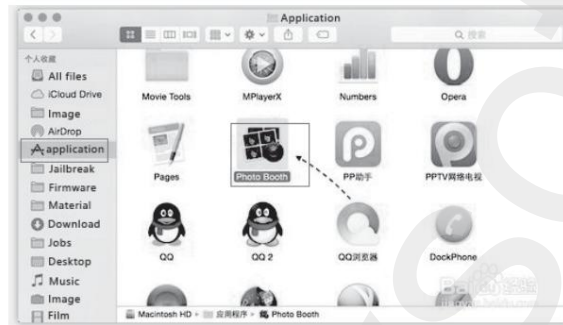 Application
搜索
个人收藏
All files
iCloud Drive
Image
AirDrop
application
Jailbreak
Firmware
Material
Download
Jobs
Desktop
Music
Image
Film
Movie Tools
MPlayerX
Numbers
Opera
Pages
Photo Booth
PP助手
PPTV网络电视
QQ
QQ 2
QQ浏览器
DockPhone
Macintosh HD
应用程序
Photo Booth